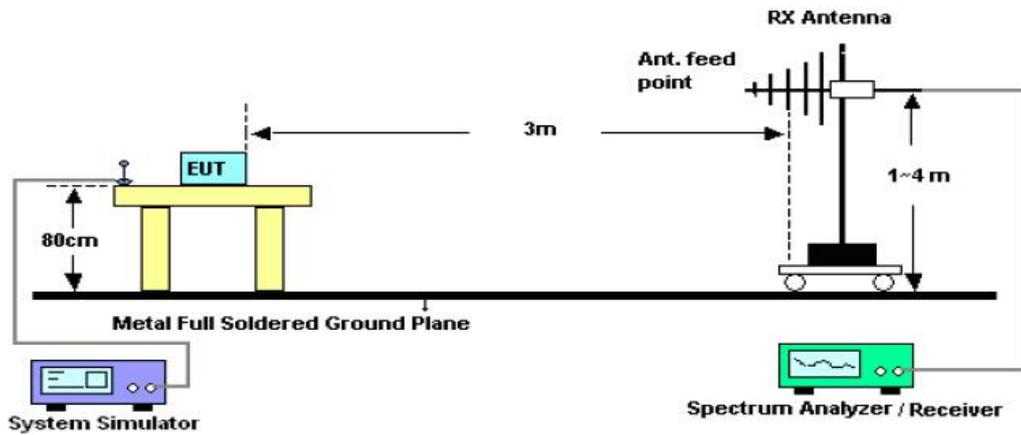 RX Antenna
Ant. feed
point
3m
EUT
1~4 m
80cm
Metal Full Soldered Ground Plane
System Simulator
Spectrum Analyzer / Receiver